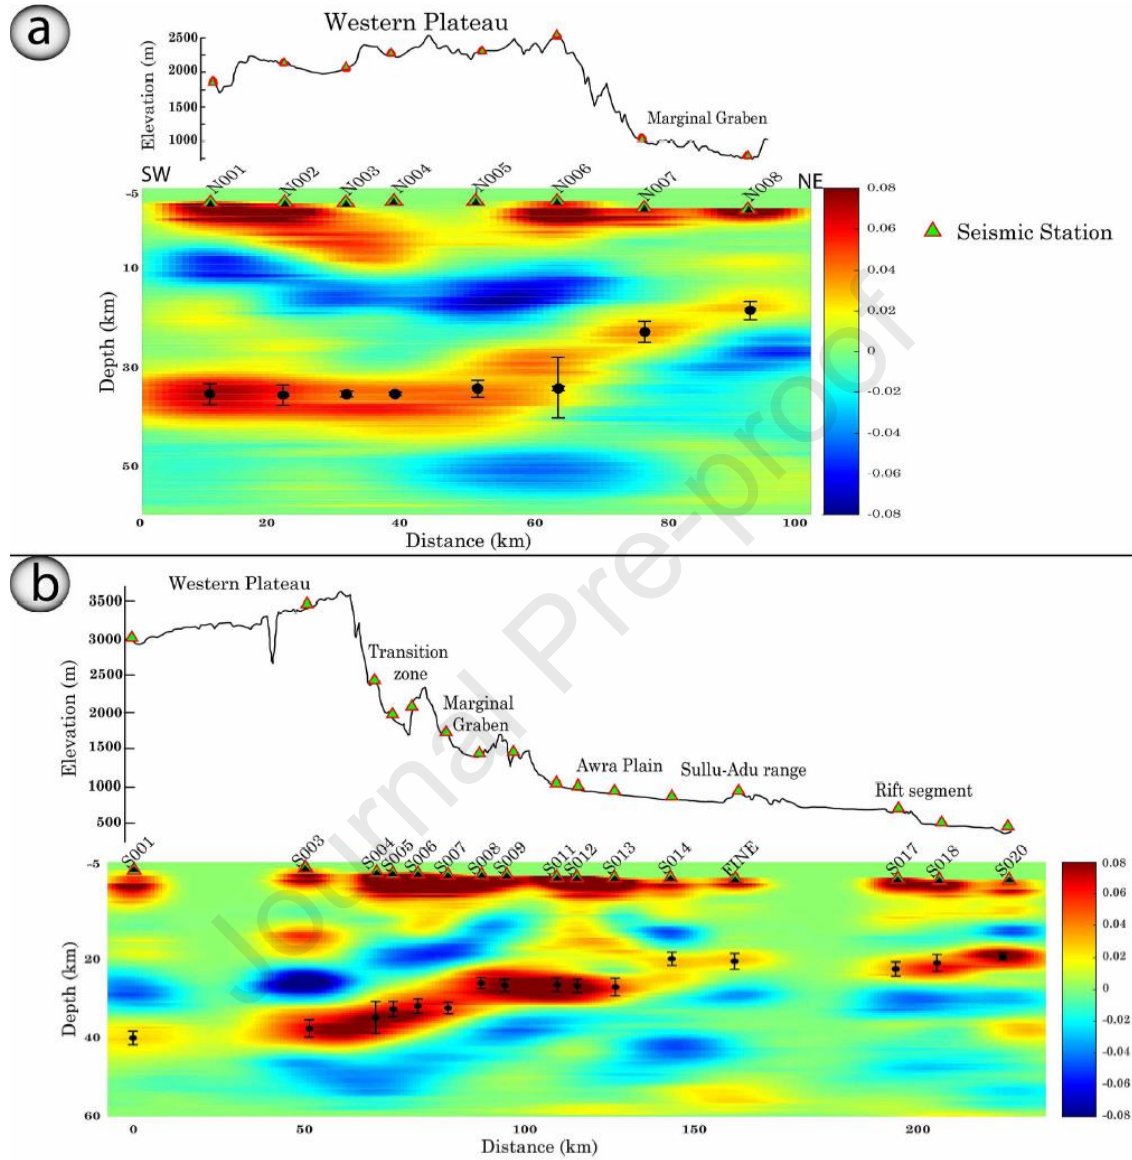 a
Western Plateau
Elevation (m)
2500
2000
1500
1000
Marginal Graben
SW
NE
N001
N002
N003
N004
N005
N006
N007
N008
Seismic Station
Depth (km)
-5
10
30
50
0
20
40
60
80
100
Distance (km)
0.08
0.06
0.04
0.02
0
-0.02
-0.04
-0.06
-0.08
b
Western Plateau
Elevation (m)
3500
3000
2500
2000
1500
1000
500
Transition
zone
Marginal
Graben
Awra Plain
Sullu-Adu range
Rift segment
S001
S003
S004
S005
S006
S007
S008
S009
S011
S012
S013
S014
FINE
S017
S018
S020
Depth (km)
-5
20
40
60
0
50
100
150
200
Distance (km)
0.08
0.06
0.04
0.02
0
-0.02
-0.04
-0.06
-0.08
Journal Pre-proof